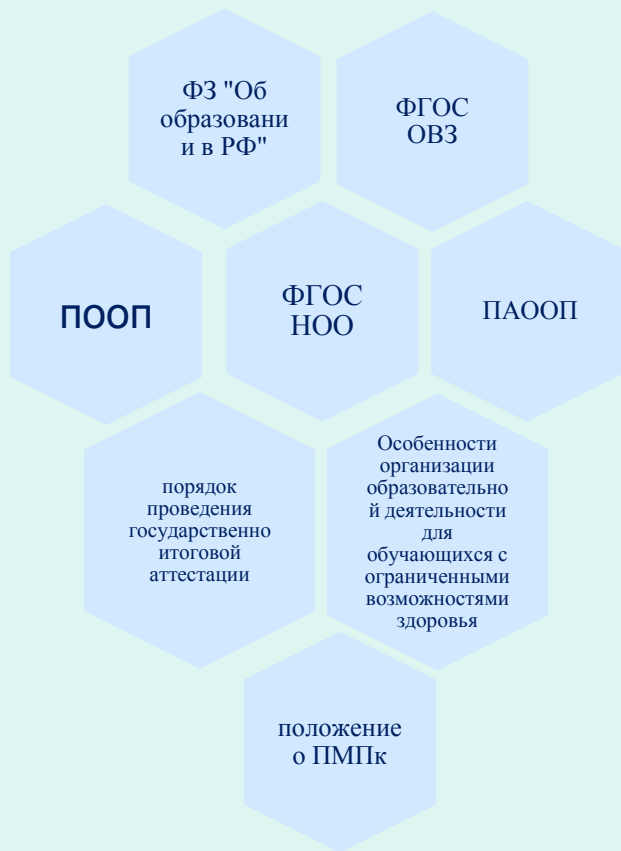 ФЗ "Об
образовани
и в РФ"
ФГОС
ОВЗ
ПООП
ФГОС
НОО
ПАООП
порядок
проведения
государственно
итоговой
аттестации
Особенности
организации
образовательно
й деятельности
для
обучающихся с
ограниченными
возможностями
здоровья
положение
о ПМПк